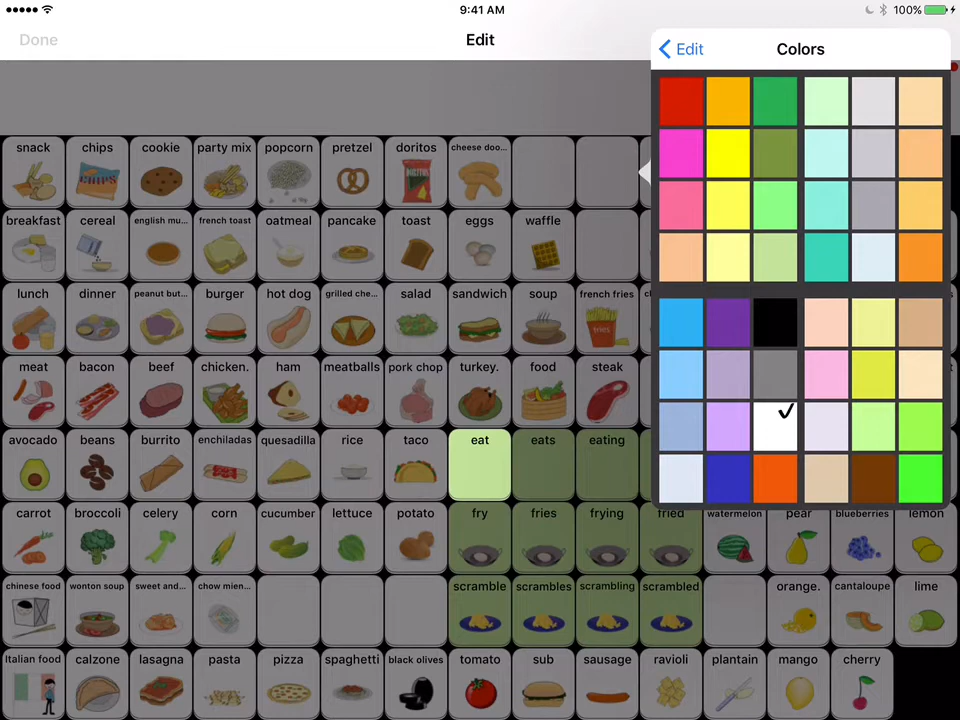 9:41 AM
100%
Done
Edit
Edit
Colors
snack chips cookie party mix popcorn pretzel doritos cheese doo...
breakfast cereal english mu... french toast oatmeal pancake toast eggs waffle
lunch dinner peanut but... burger hot dog grilled che... salad sandwich soup french fries
meat bacon beef chicken. ham meatballs pork chop turkey. food steak
avocado beans burrito enchiladas quesadilla rice taco eat eats eating
carrot broccoli celery corn cucumber lettuce potato fry fries frying fried watermelon pear blueberries lemon
chinese food wonton soup sweet and... chow mien... scramble scrambles scrambling scrambled orange. cantaloupe lime
Italian food calzone lasagna pasta pizza spaghetti black olives tomato sub sausage ravioli plantain mango cherry